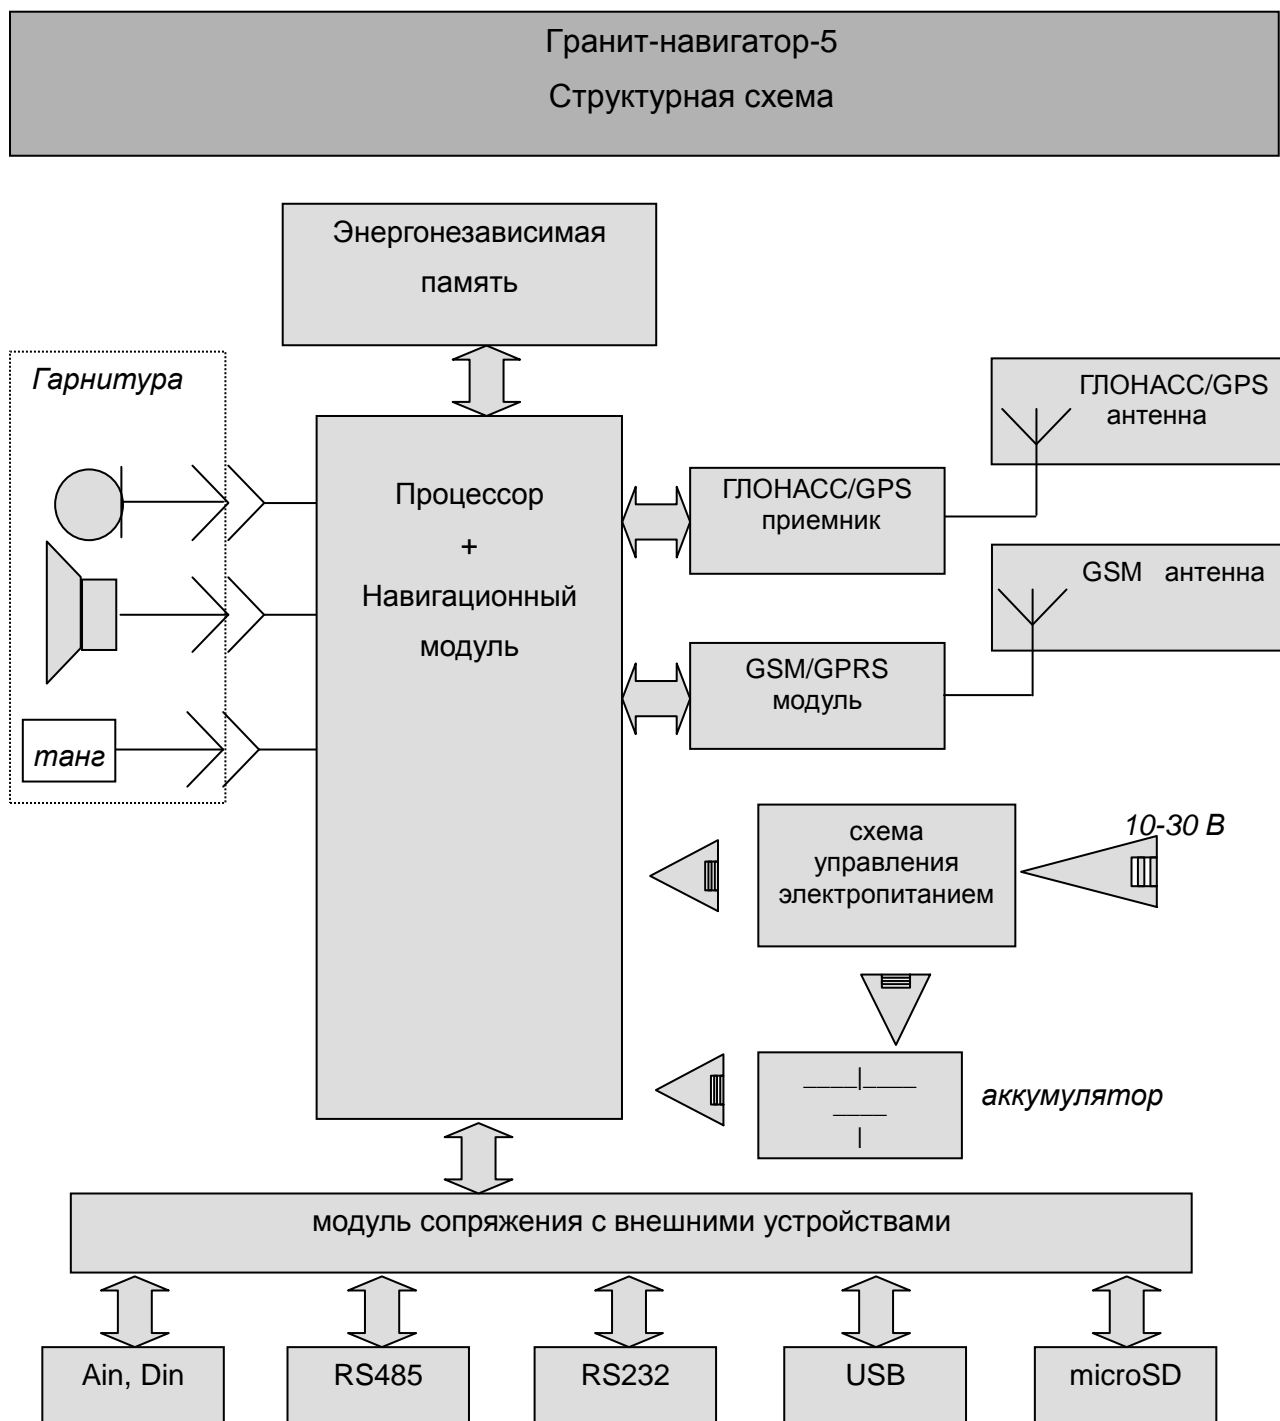 Гранит-навигатор-5
Структурная схема
Энергонезависимая
память
Гарнитура
ГЛОНАСС/GPS
антенна
Процессор
+
Навигационный
модуль
ГЛОНАСС/GPS
приемник
GSM антенна
GSM/GPRS
модуль
танг
схема
управления
электропитанием
10-30 В
аккумулятор
модуль сопряжения с внешними устройствами
Ain, Din
RS485
RS232
USB
microSD